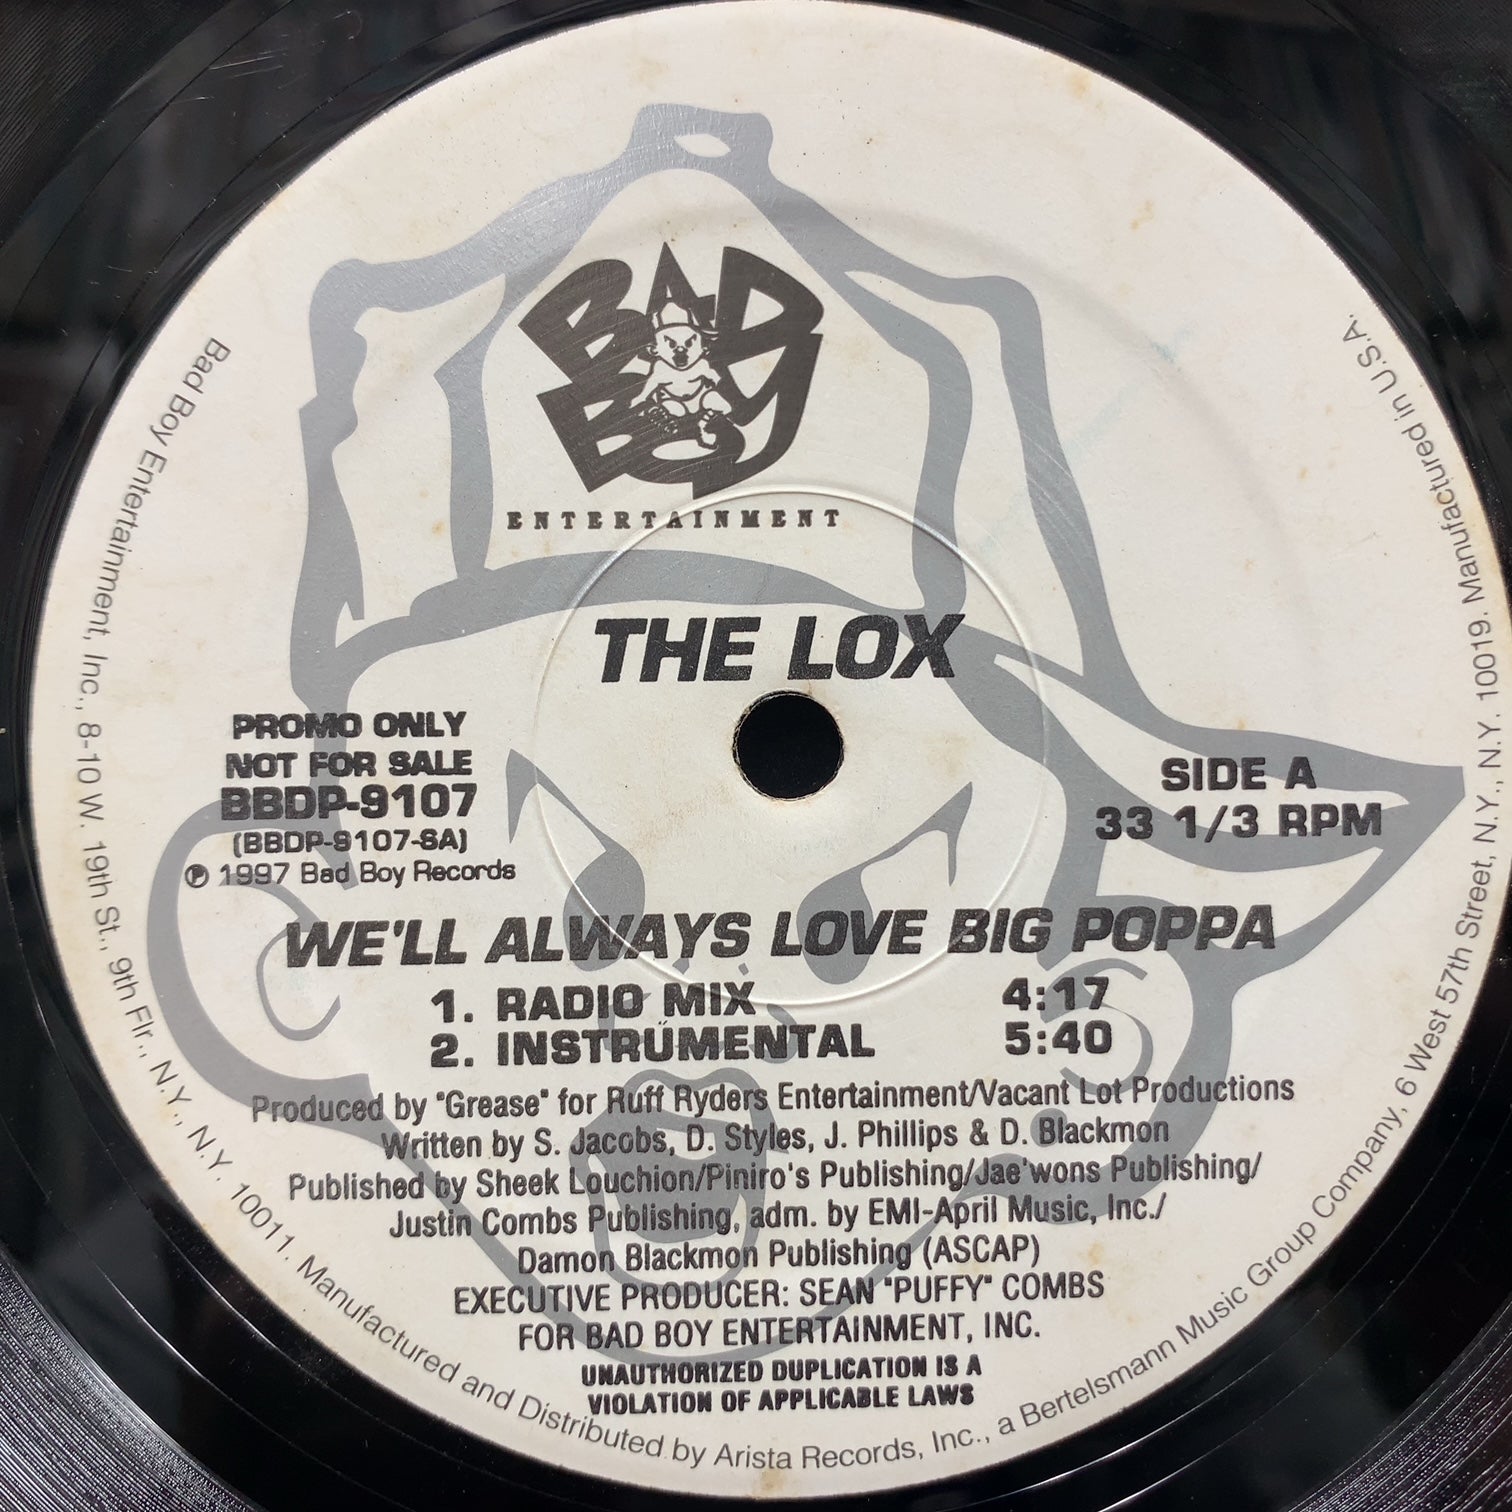 BAD BOY
ENTERTAINMENT
THE LOX
PROMO ONLY
NOT FOR SALE
BBDP-9107
(BBDP-9107-SA)
℗ 1997 Bad Boy Records
SIDE A
33 1/3 RPM
WE'LL ALWAYS LOVE BIG POPPA
1. RADIO MIX 4:17
2. INSTRUMENTAL 5:40
Produced by "Grease" for Ruff Ryders Entertainment/Vacant Lot Productions
Written by S. Jacobs, D. Styles, J. Phillips & D. Blackmon
Published by Sheek Louchion/Piniro's Publishing/Jae'wons Publishing/
Justin Combs Publishing, adm. by EMI-April Music, Inc./
Damon Blackmon Publishing (ASCAP)
EXECUTIVE PRODUCER: SEAN "PUFFY" COMBS
FOR BAD BOY ENTERTAINMENT, INC.
UNAUTHORIZED DUPLICATION IS A
VIOLATION OF APPLICABLE LAWS
Bad Boy Entertainment, Inc., 8-10 W. 19th St., 9th Flr., N.Y., N.Y. 10011. Manufactured and Distributed by Arista Records, Inc., a Bertelsmann Music Group Company, 6 West 57th Street, N.Y., N.Y. 10019. Manufactured in U.S.A.